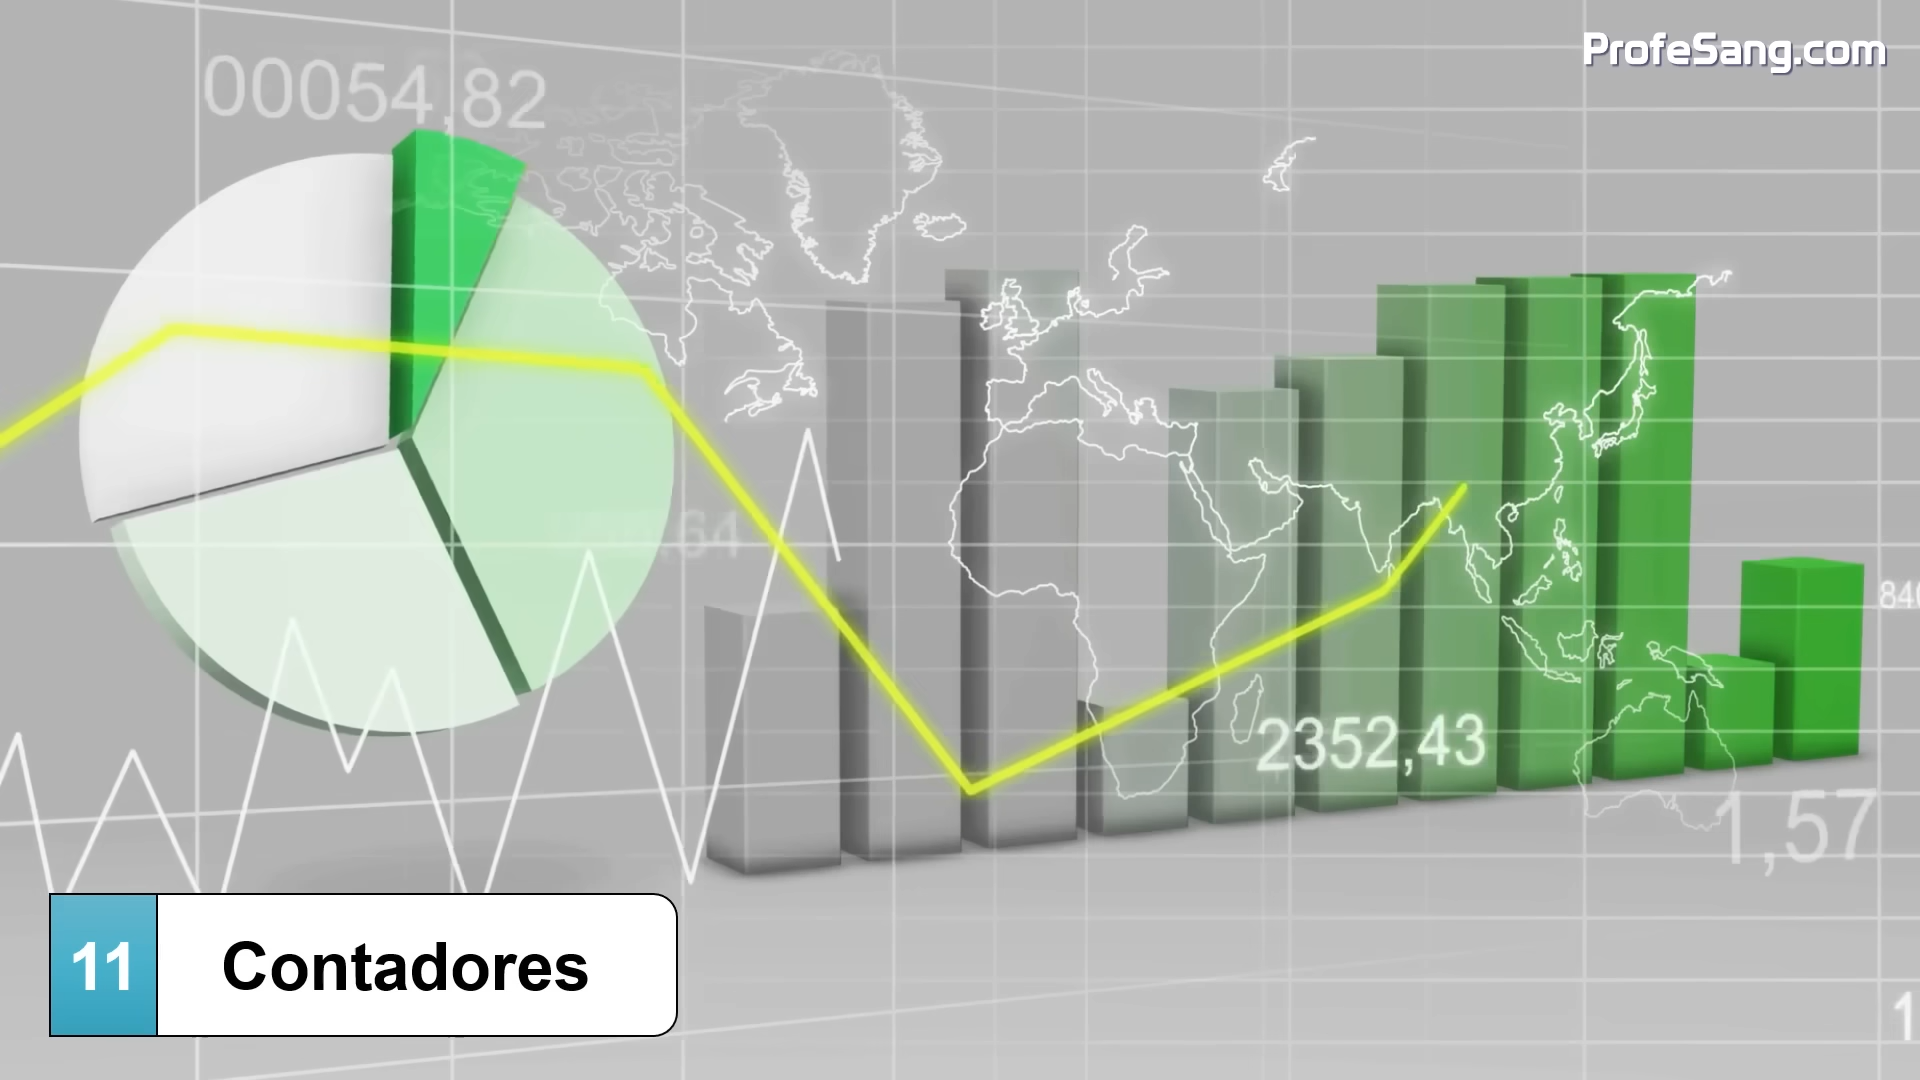 ProfeSang.com
00054,82
2352,43
1,57
11 Contadores